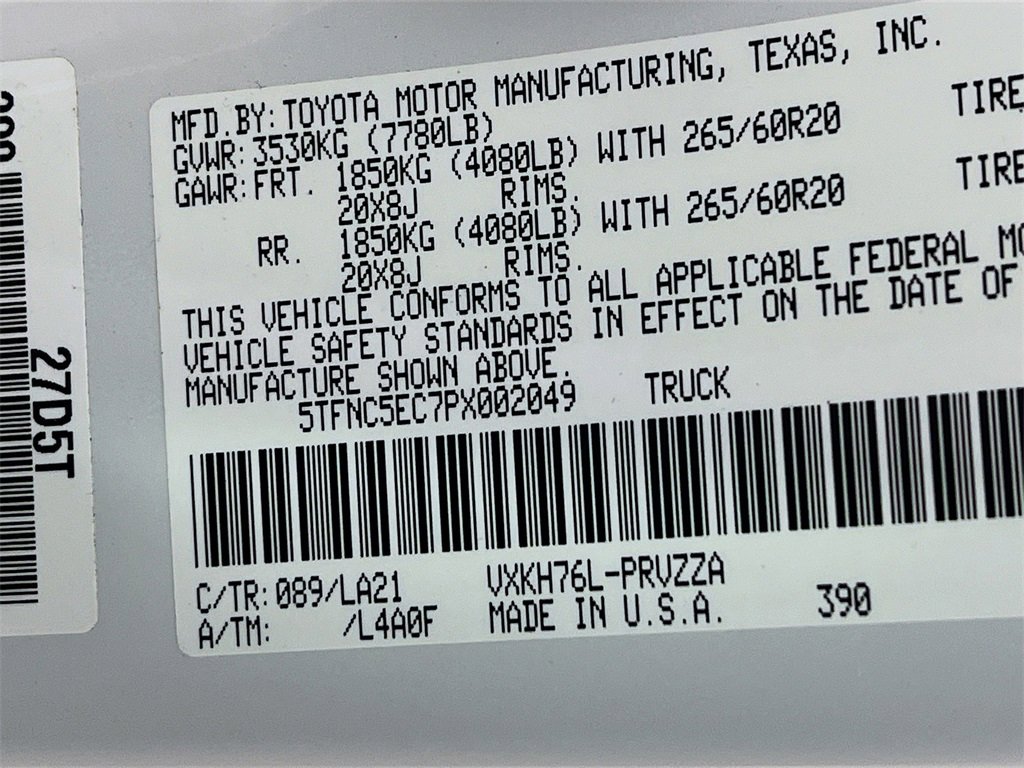 MFD.BY: TOYOTA MOTOR MANUFACTURING, TEXAS, INC.
GVWR: 3530KG (7780LB)
GAWR: FRT. 1850KG (4080LB) WITH 265/60R20 TIRE
20X8J RIMS.
RR. 1850KG (4080LB) WITH 265/60R20 TIRE
20X8J RIMS.
THIS VEHICLE CONFORMS TO ALL APPLICABLE FEDERAL MO
VEHICLE SAFETY STANDARDS IN EFFECT ON THE DATE OF
MANUFACTURE SHOWN ABOVE.
5TFNC5EC7PX002049 TRUCK
C/TR: 089/LA21 VXKH76L-PRVZZA
A/TM: /L4A0F MADE IN U.S.A. 390
27D5T